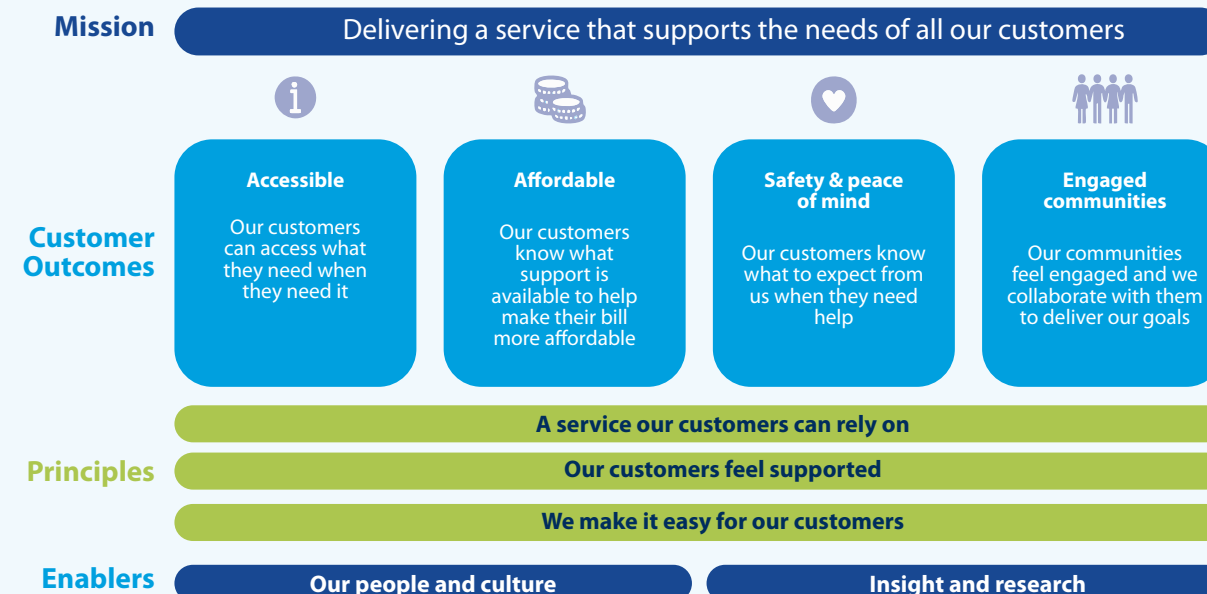 Mission
Delivering a service that supports the needs of all our customers
Customer
Outcomes
Accessible
Our customers
can access what
they need when
they need it
Affordable
Our customers
know what
support is
available to help
make their bill
more affordable
Safety & peace
of mind
Our customers know
what to expect from
us when they need
help
Engaged
communities
Our communities
feel engaged and we
collaborate with them
to deliver our goals
Principles
A service our customers can rely on
Our customers feel supported
We make it easy for our customers
Enablers
Our people and culture
Insight and research